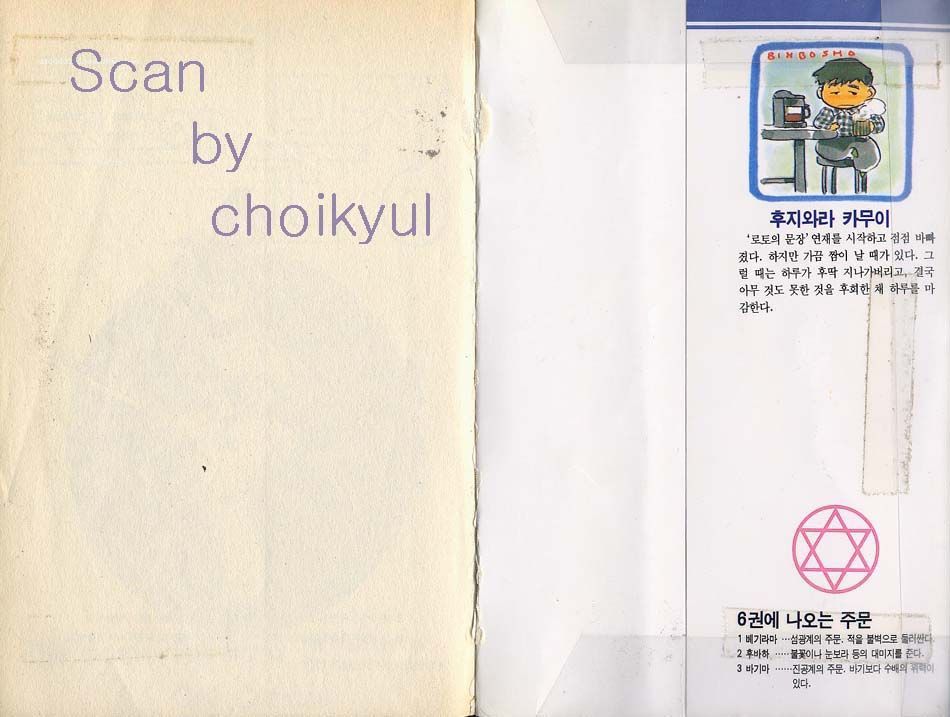 Scan
by
choikyul
BINBOSHO
후지와라 카무이
‘로토의 문장’ 연재를 시작하고 점점 바빠
졌다. 하지만 가끔 짬이 날 때가 있다. 그
럴 때는 하루가 후딱 지나가버리고, 결국
아무 것도 못한 것을 후회한 채 하루를 마
감한다.
6권에 나오는 주문
1 베기라마 …섬광계의 주문. 적을 불벽으로 둘러싼다.
2 후바하 ……불꽃이나 눈보라 등의 대미지를 준다.
3 바기마 ……진공계의 주문. 바기보다 수배의 위력이
있다.